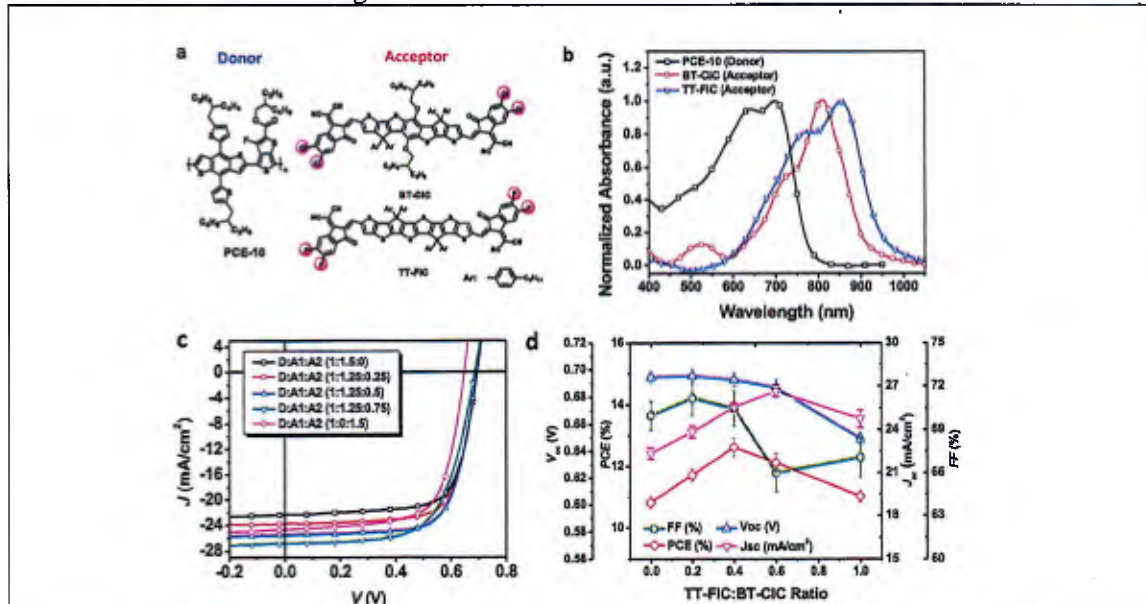 a
Donor
Acceptor
PCE-10
BT-CIC
TT-FIC
Ar:
b
PCE-10 (Donor)
BT-CIC (Acceptor)
TT-FIC (Acceptor)
Normalized Absorbance (a.u.)
1.2
1.0
0.8
0.6
0.4
0.2
0.0
400 500 600 700 800 900 1000
Wavelength (nm)
c
D:A1:A2 (1:1.5:0)
D:A1:A2 (1:1.25:0.25)
D:A1:A2 (1:1.25:0.5)
D:A1:A2 (1:1.25:0.75)
D:A1:A2 (1:0:1.5)
J (mA/cm²)
4
0
-4
-8
-12
-16
-20
-24
-28
-0.2 0.0 0.2 0.4 0.6 0.8
V (V)
d
Voc (V)
0.72
0.70
0.68
0.66
0.64
0.62
0.60
0.58
0.56
PCE (%)
16
14
12
10
FF (%)
Voc (V)
PCE (%)
Jsc (mA/cm²)
Jsc (mA/cm²)
30
27
24
21
18
15
FF (%)
75
72
69
66
63
60
0.0 0.2 0.4 0.6 0.8 1.0
TT-FIC:BT-CIC Ratio